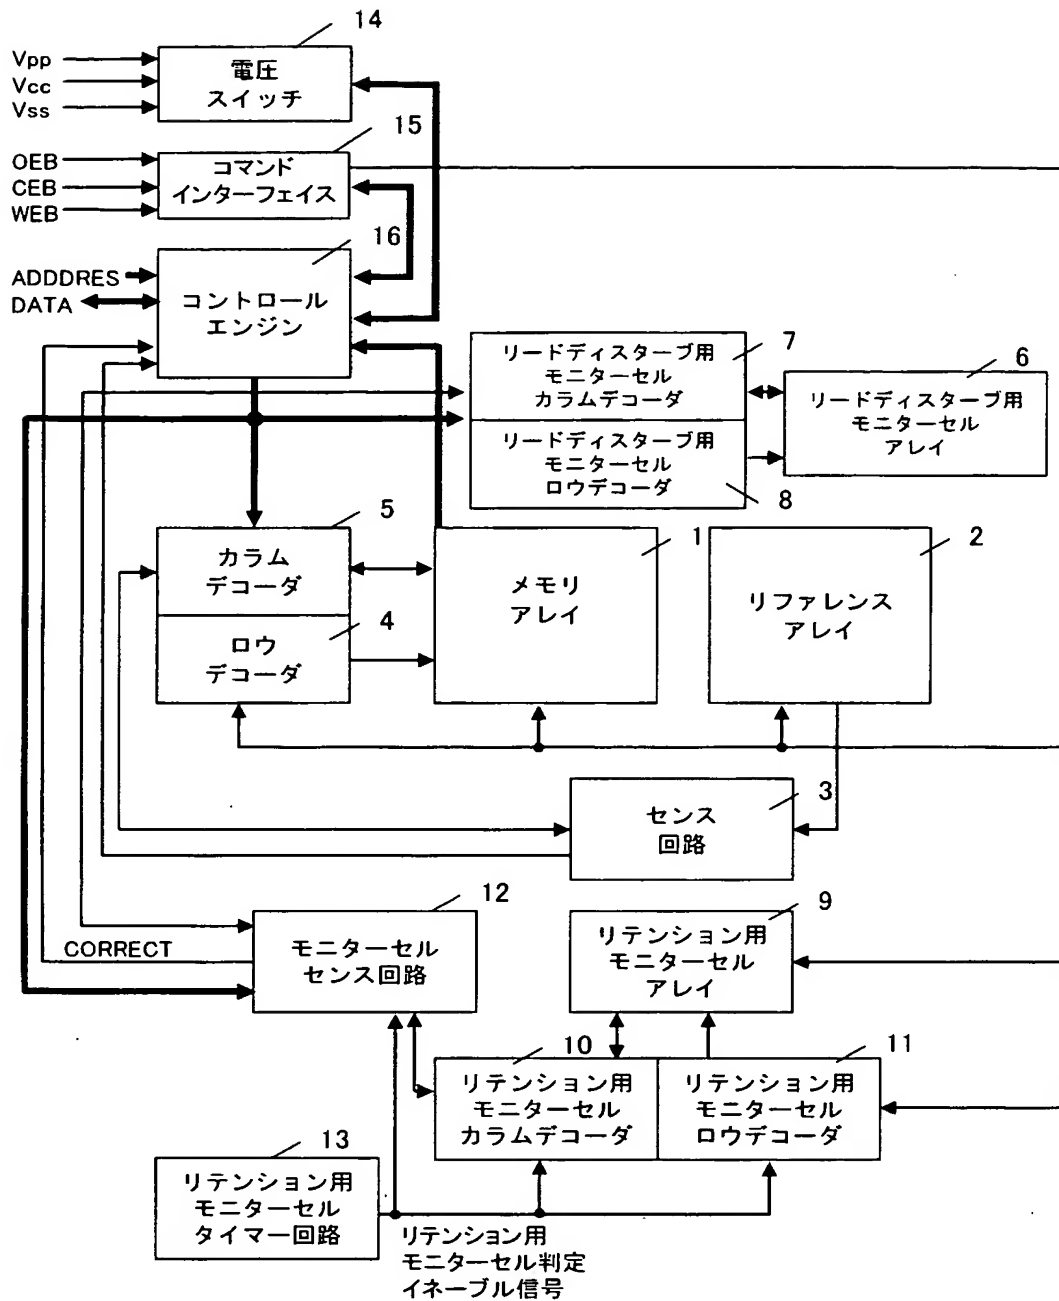 14
Vpp
Vcc
Vss
電圧
スイッチ
15
OEB
CEB
WEB
コマンド
インターフェイス
16
ADDDRES
DATA
コントロール
エンジン
リードディスターブ用
モニターセル
カラムデコーダ
7
リードディスターブ用
モニターセル
ロウデコーダ
8
6
リードディスターブ用
モニターセル
アレイ
5
カラム
デコーダ
4
ロウ
デコーダ
1
メモリ
アレイ
2
リファレンス
アレイ
3
センス
回路
12
モニターセル
センス回路
CORRECT
9
リテンション用
モニターセル
アレイ
10
リテンション用
モニターセル
カラムデコーダ
11
リテンション用
モニターセル
ロウデコーダ
13
リテンション用
モニターセル
タイマー回路
リテンション用
モニターセル判定
イネーブル信号